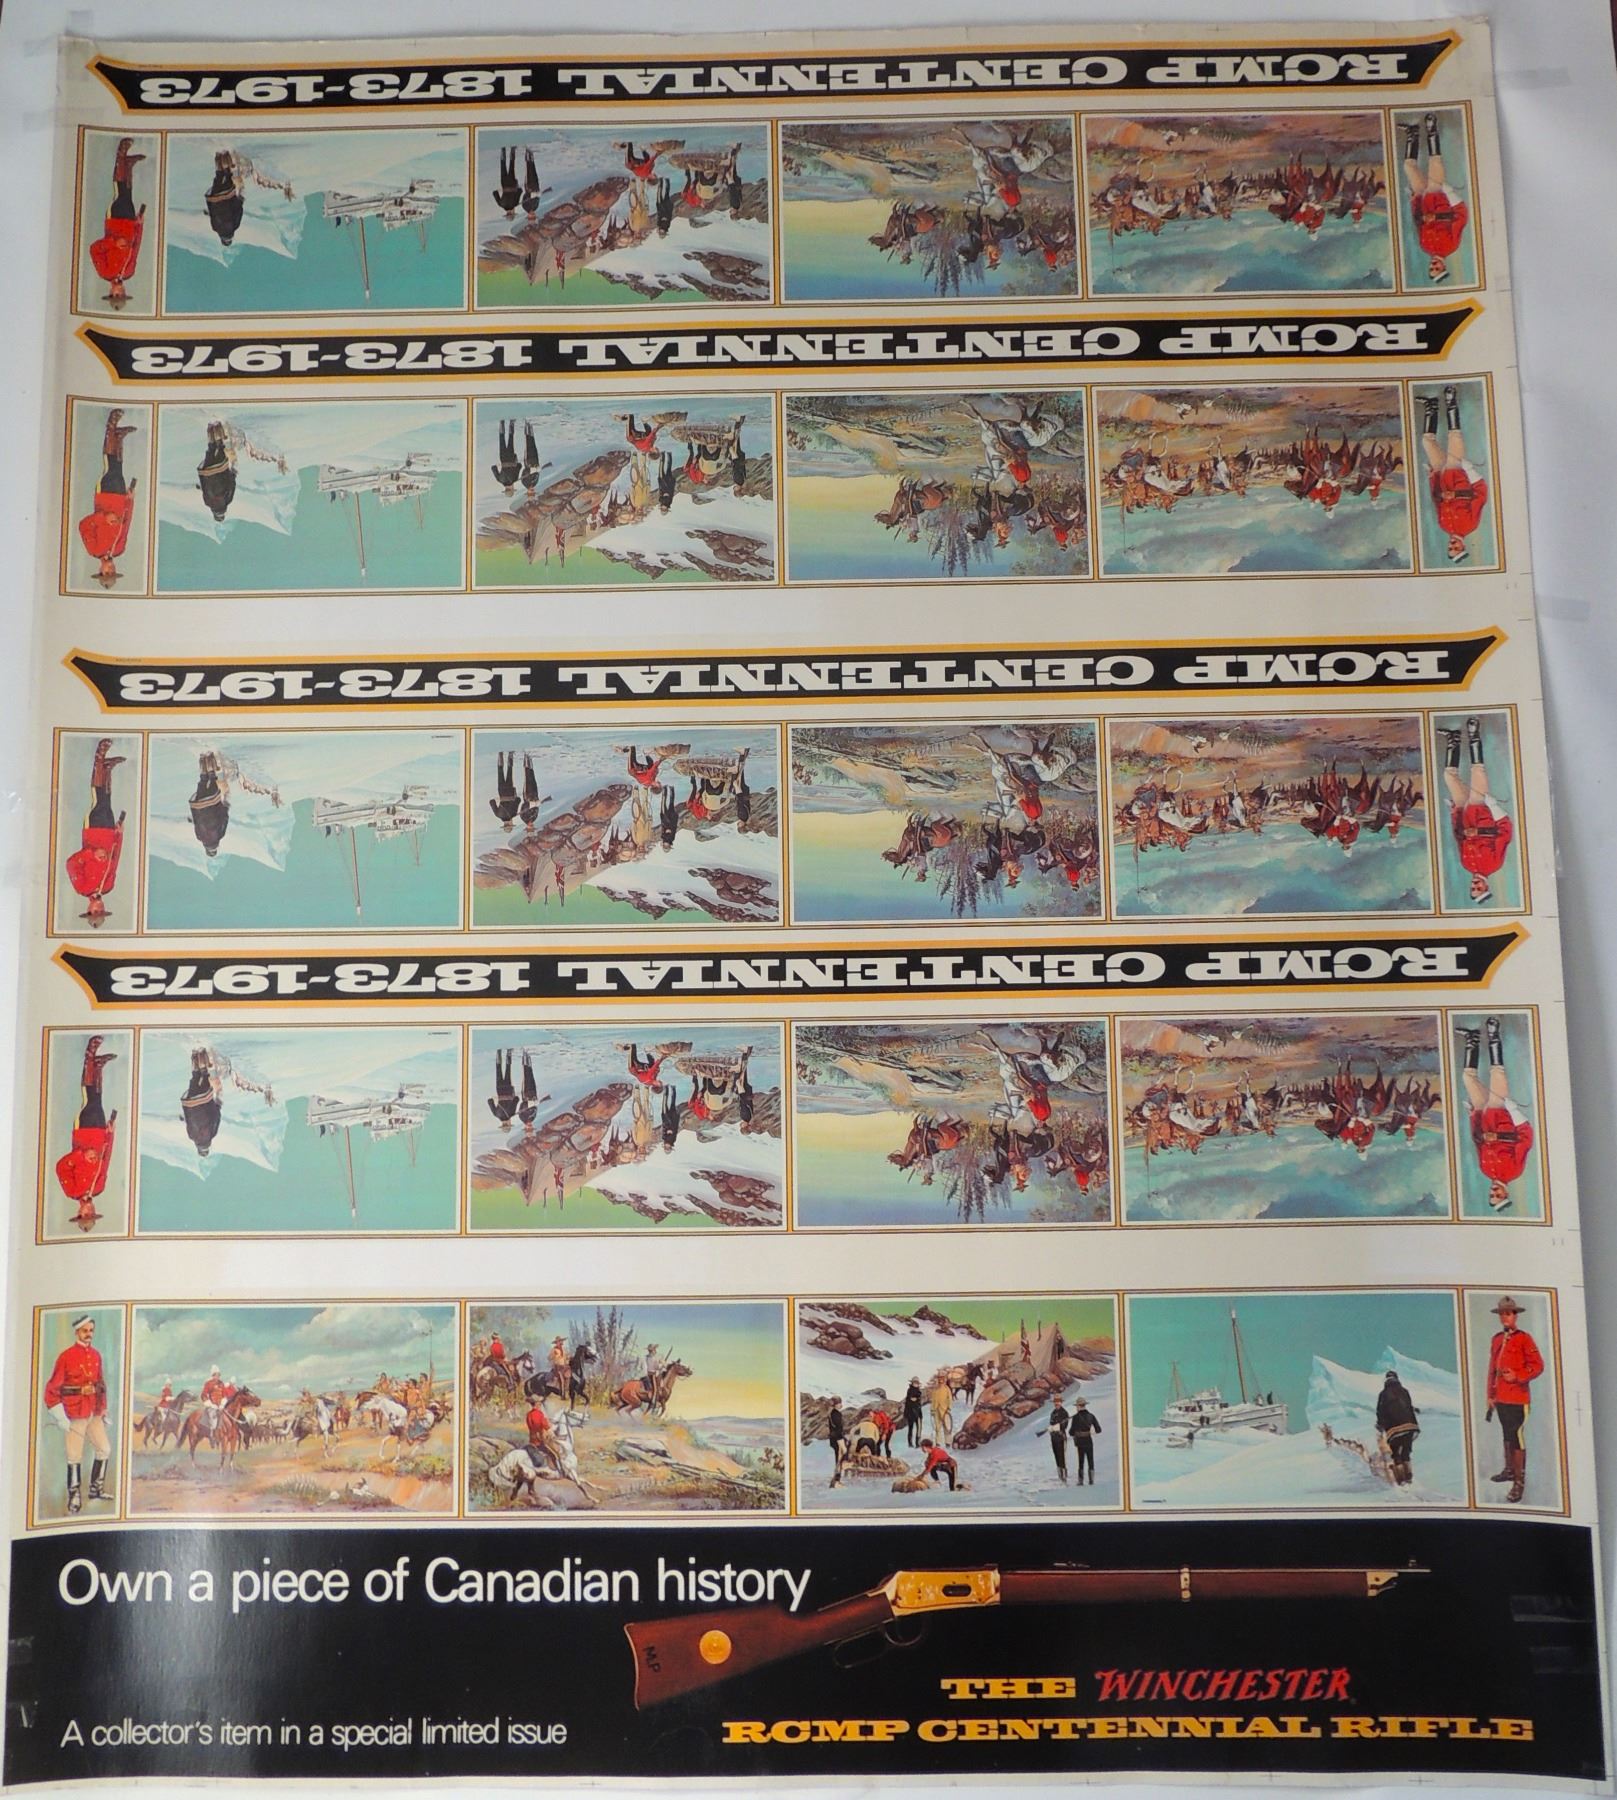 RCMP CENTENNIAL 1873-1973
RCMP CENTENNIAL 1873-1973
RCMP CENTENNIAL 1873-1973
RCMP CENTENNIAL 1873-1973
Own a piece of Canadian history
MP
THE WINCHESTER
RCMP CENTENNIAL RIFLE
A collector's item in a special limited issue